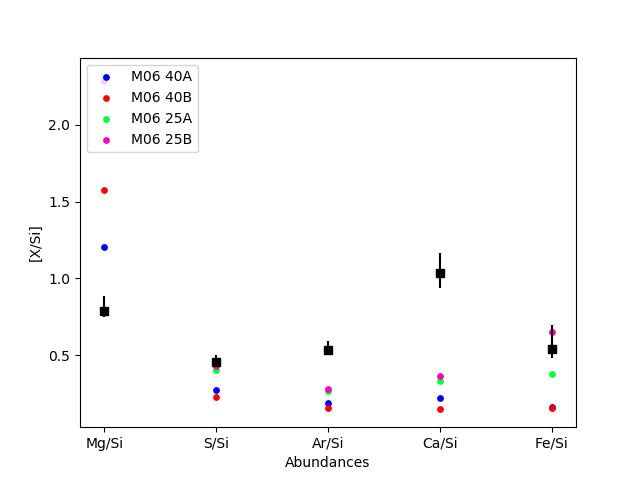 M06 40A
M06 40B
M06 25A
M06 25B
2.0
1.5
1.0
0.5
[X/Si]
Mg/Si S/Si Ar/Si Ca/Si Fe/Si
Abundances